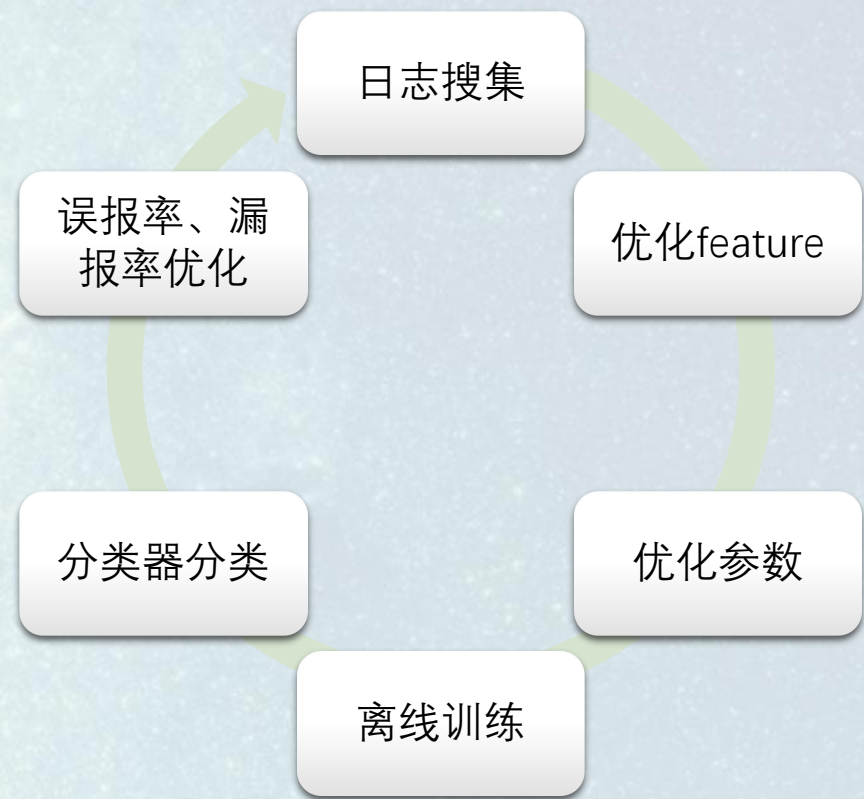 日志搜集
优化feature
优化参数
离线训练
分类器分类
误报率、漏
报率优化